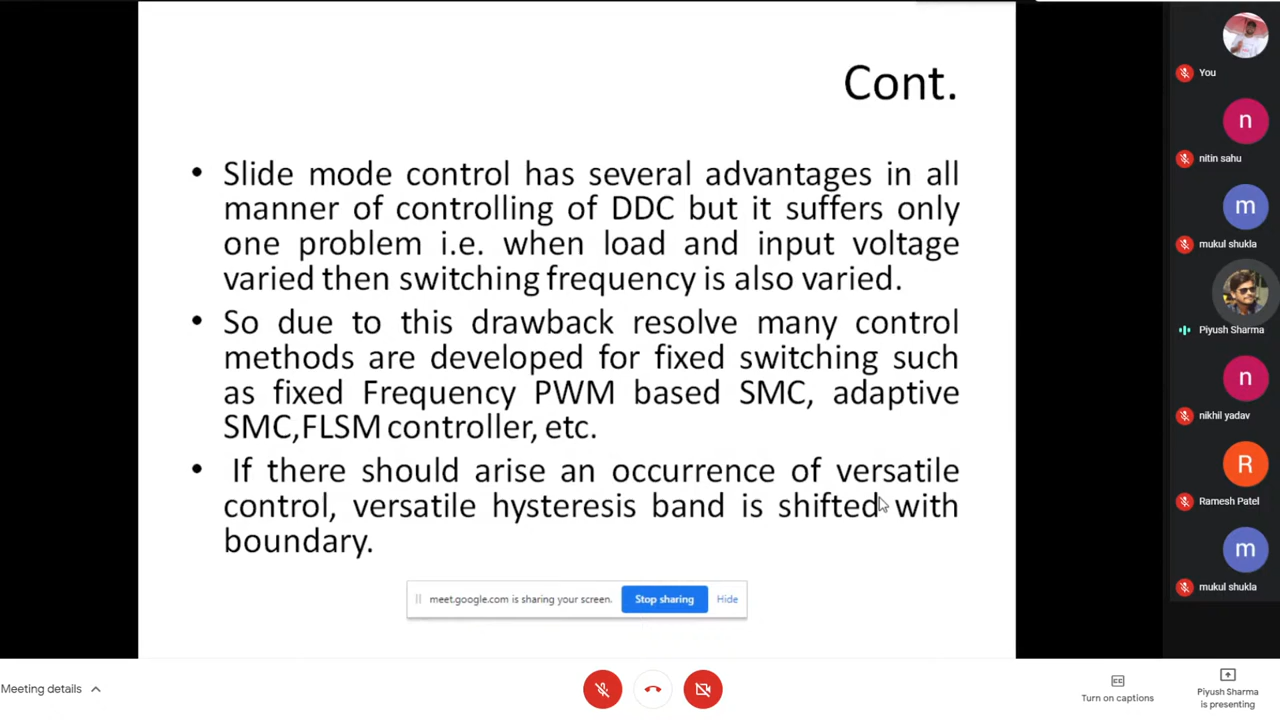 Cont.
• Slide mode control has several advantages in all
manner of controlling of DDC but it suffers only
one problem i.e. when load and input voltage
varied then switching frequency is also varied.
• So due to this drawback resolve many control
methods are developed for fixed switching such
as fixed Frequency PWM based SMC, adaptive
SMC,FLSM controller, etc.
• If there should arise an occurrence of versatile
control, versatile hysteresis band is shifted with
boundary.
meet.google.com is sharing your screen.
Stop sharing
Hide
You
n
nitin sahu
m
mukul shukla
Piyush Sharma
n
nikhil yadav
R
Ramesh Patel
m
mukul shukla
Meeting details
CC
Turn on captions
Piyush Sharma
is presenting